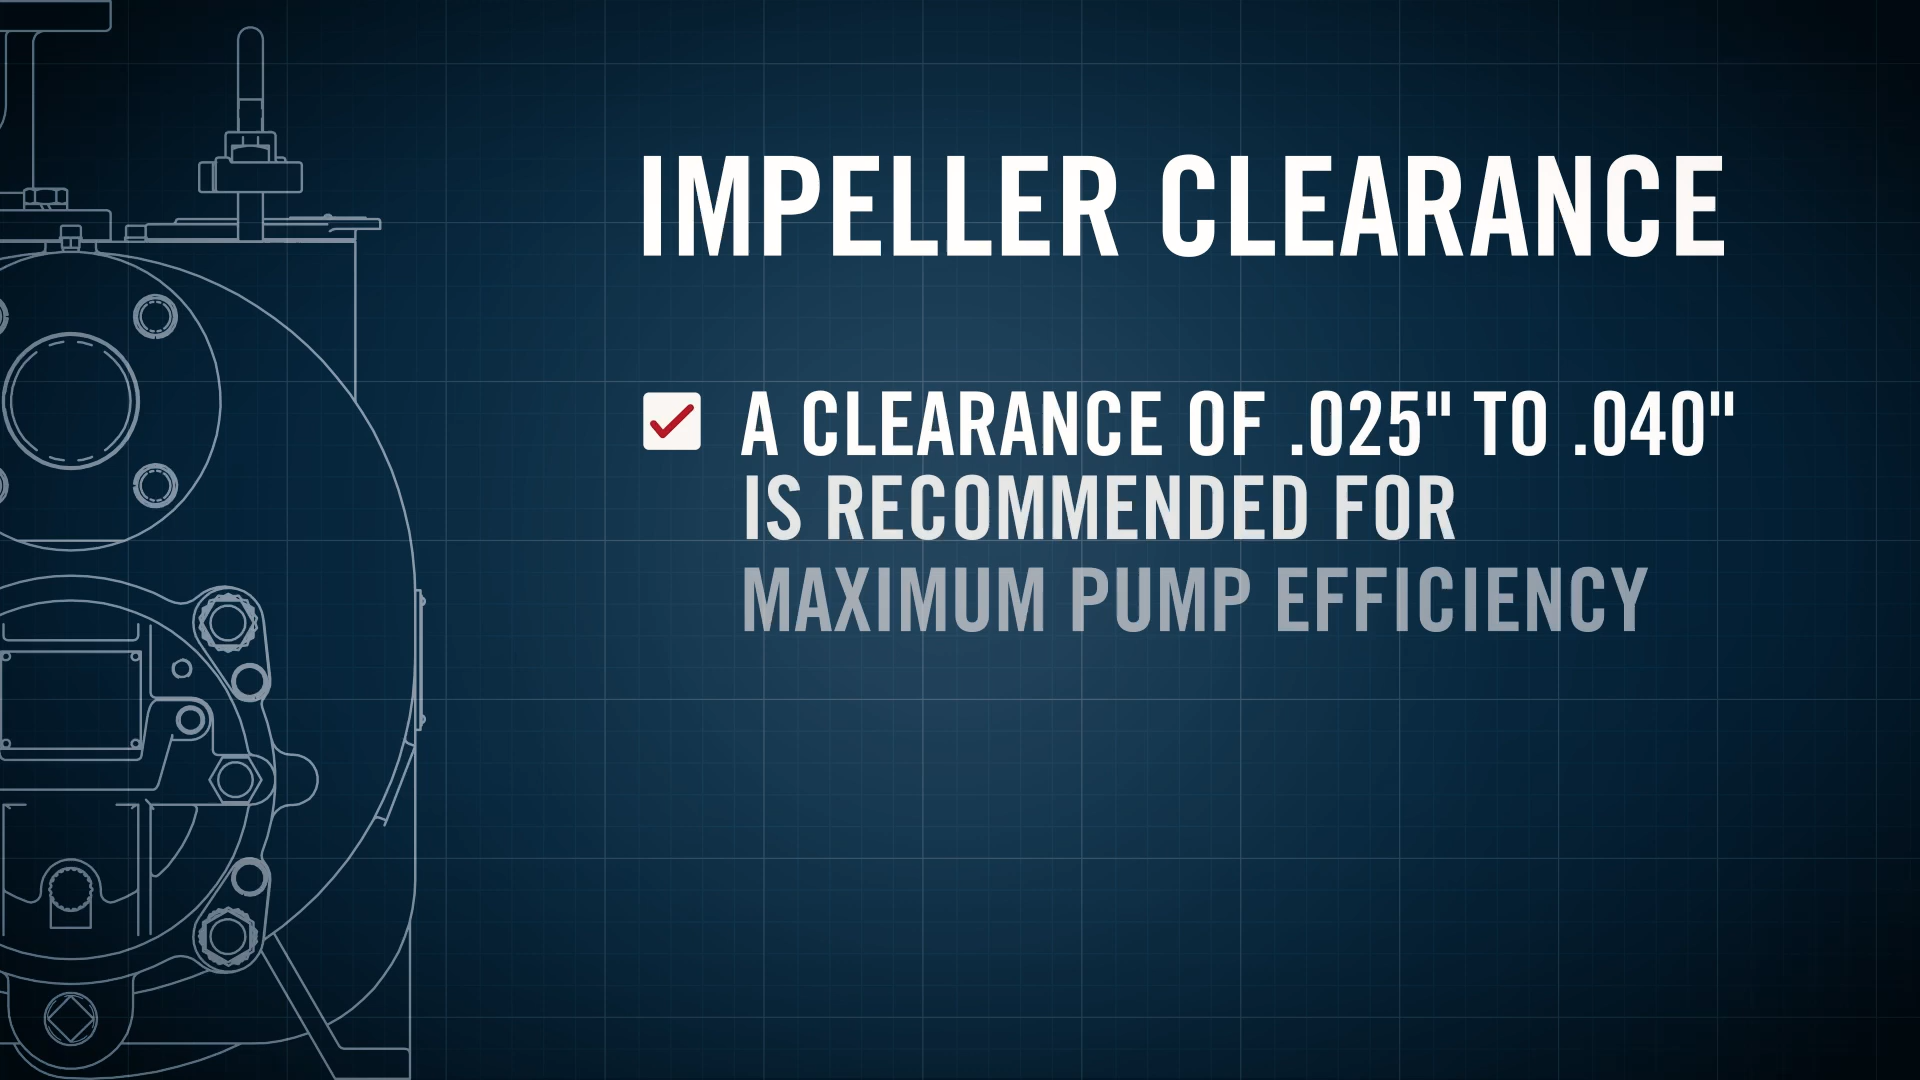 IMPELLER CLEARANCE
A CLEARANCE OF .025" TO .040"
IS RECOMMENDED FOR
MAXIMUM PUMP EFFICIENCY